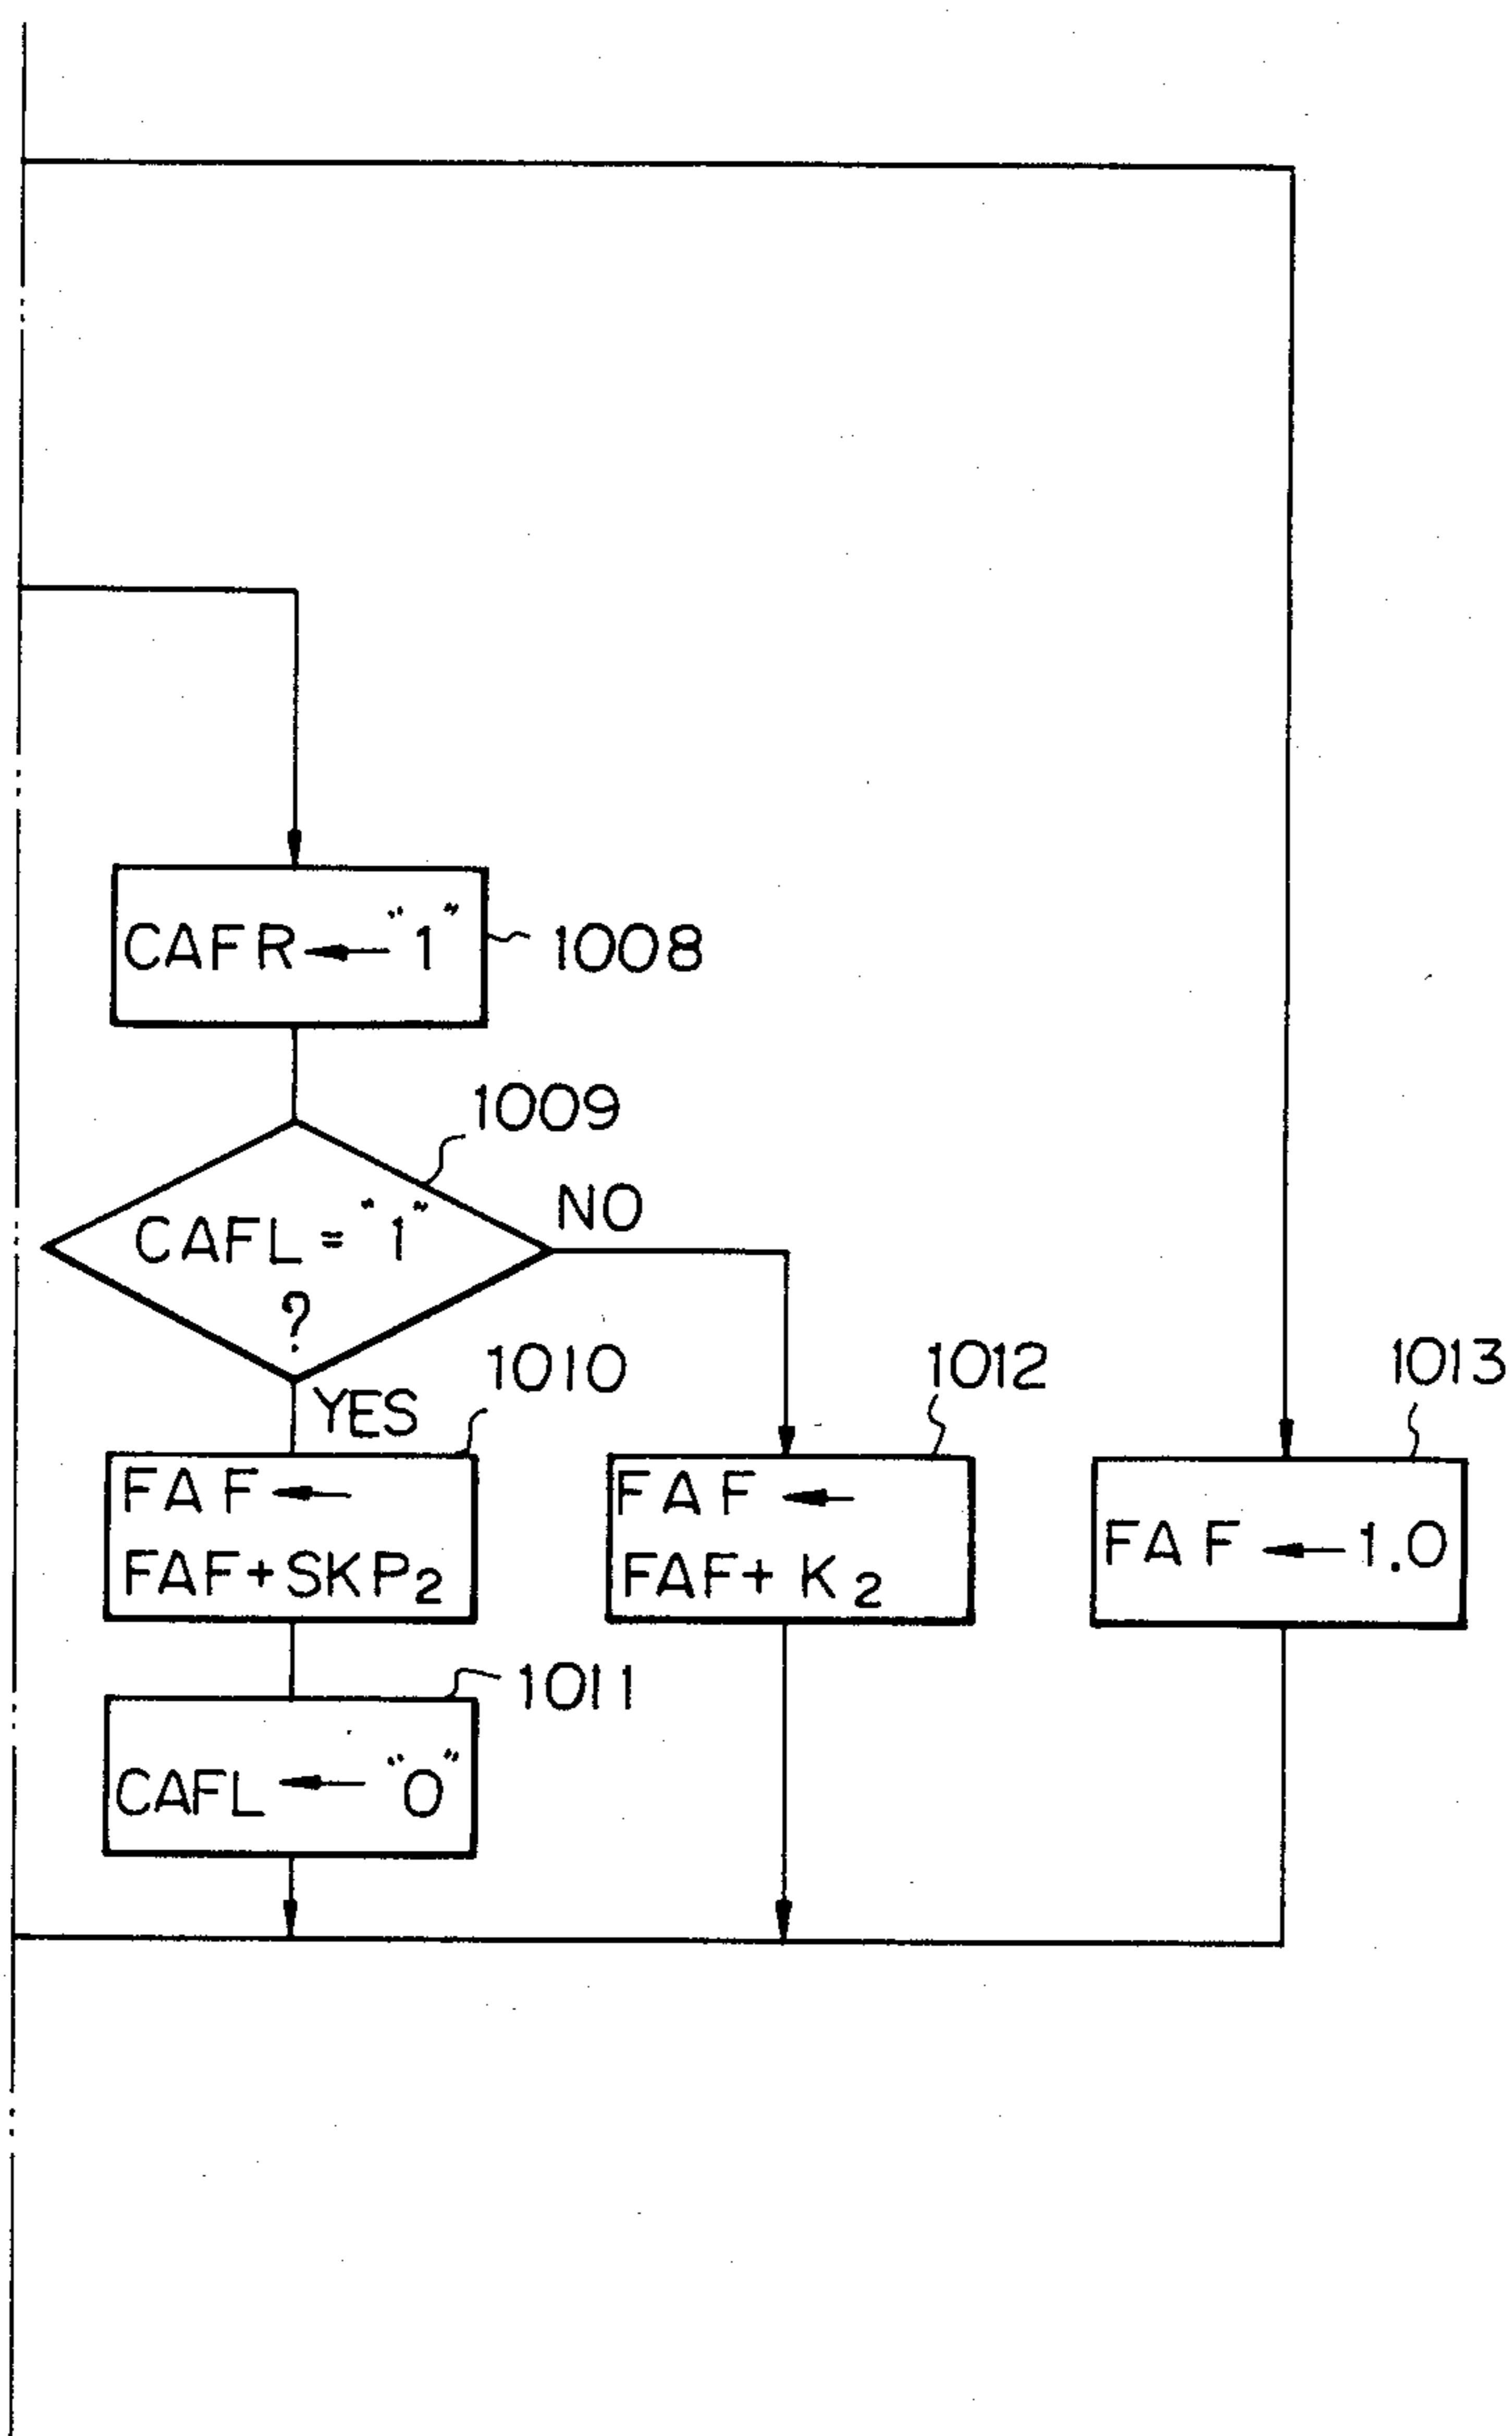 CAFR ← "1"
1008
1009
CAFL = "1"
?
NO
YES
1010
FAF ←
FAF+SKP₂
1012
FAF ←
FAF+ K₂
1013
FAF ← 1.0
1011
CAFL ← "0"